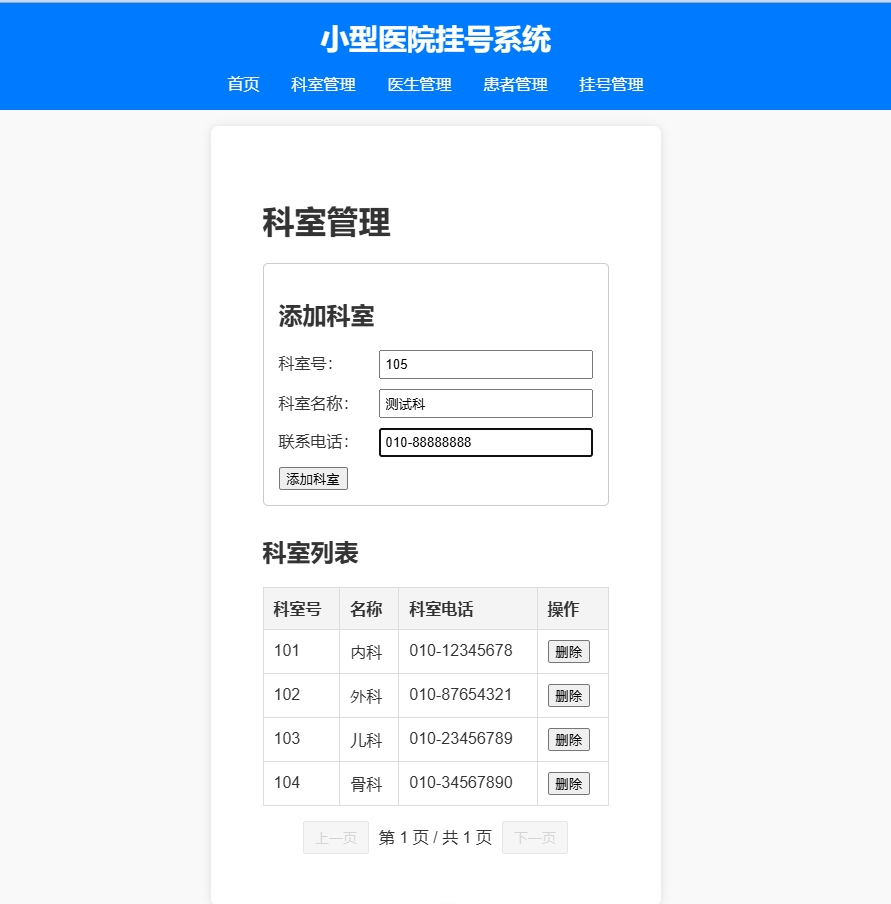 小型医院挂号系统
首页 科室管理 医生管理 患者管理 挂号管理
科室管理
添加科室
科室号: 105
科室名称: 测试科
联系电话: 010-88888888
添加科室
科室列表
科室号 名称 科室电话 操作
101 内科 010-12345678 删除
102 外科 010-87654321 删除
103 儿科 010-23456789 删除
104 骨科 010-34567890 删除
上一页 第 1 页 / 共 1 页 下一页